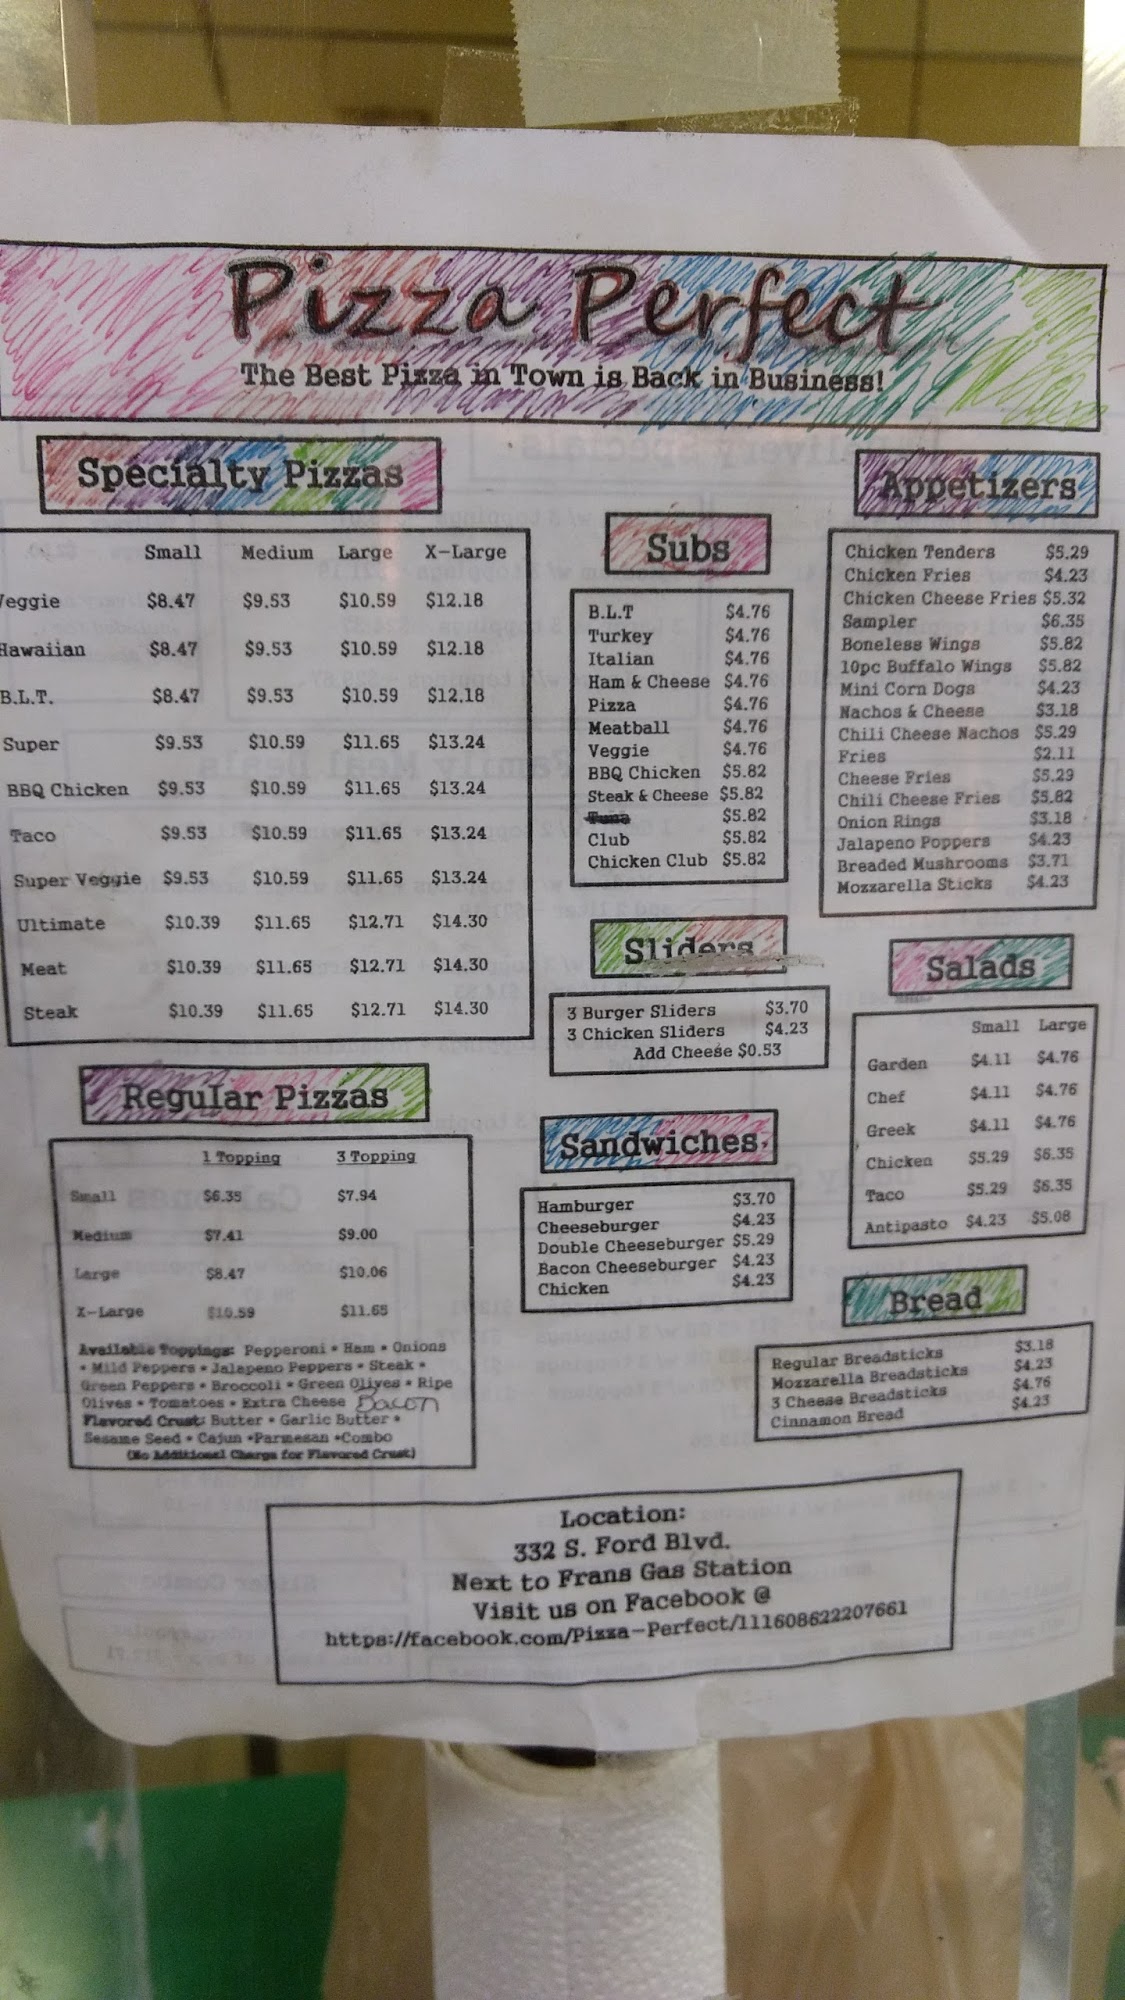 Pizza Perfect
The Best Pizza in Town is Back in Business!
Specialty Pizzas
Small Medium Large X-Large
Veggie $8.47 $9.53 $10.59 $12.18
Hawaiian $8.47 $9.53 $10.59 $12.18
B.L.T. $8.47 $9.53 $10.59 $12.18
Super $9.53 $10.59 $11.65 $13.24
BBQ Chicken $9.53 $10.59 $11.65 $13.24
Taco $9.53 $10.59 $11.65 $13.24
Super Veggie $9.53 $10.59 $11.65 $13.24
Ultimate $10.39 $11.65 $12.71 $14.30
Meat $10.39 $11.65 $12.71 $14.30
Steak $10.39 $11.65 $12.71 $14.30
Regular Pizzas
1 Topping 3 Topping
Small $6.35 $7.94
Medium $7.41 $9.00
Large $8.47 $10.06
X-Large $10.59 $11.65
Available Toppings: Pepperoni • Ham • Onions
• Mild Peppers • Jalapeno Peppers • Steak •
Green Peppers • Broccoli • Green Olives • Ripe
Olives • Tomatoes • Extra Cheese Bacon
Flavored Crust: Butter • Garlic Butter •
Sesame Seed • Cajun •Parmesan •Combo
(No Additional Charge for Flavored Crust)
Subs
B.L.T $4.76
Turkey $4.76
Italian $4.76
Ham & Cheese $4.76
Pizza $4.76
Meatball $4.76
Veggie $4.76
BBQ Chicken $5.82
Steak & Cheese $5.82
Tuna $5.82
Club $5.82
Chicken Club $5.82
Sliders
3 Burger Sliders $3.70
3 Chicken Sliders $4.23
Add Cheese $0.53
Sandwiches
Hamburger $3.70
Cheeseburger $4.23
Double Cheeseburger $5.29
Bacon Cheeseburger $4.23
Chicken $4.23
Appetizers
Chicken Tenders $5.29
Chicken Fries $4.23
Chicken Cheese Fries $5.32
Sampler $6.35
Boneless Wings $5.82
10pc Buffalo Wings $5.82
Mini Corn Dogs $4.23
Nachos & Cheese $3.18
Chili Cheese Nachos $5.29
Fries $2.11
Cheese Fries $5.29
Chili Cheese Fries $5.82
Onion Rings $3.18
Jalapeno Poppers $4.23
Breaded Mushrooms $3.71
Mozzarella Sticks $4.23
Salads
Small Large
Garden $4.11 $4.76
Chef $4.11 $4.76
Greek $4.11 $4.76
Chicken $5.29 $6.35
Taco $5.29 $6.35
Antipasto $4.23 $5.08
Bread
Regular Breadsticks $3.18
Mozzarella Breadsticks $4.23
3 Cheese Breadsticks $4.76
Cinnamon Bread $4.23
Location:
332 S. Ford Blvd.
Next to Frans Gas Station
Visit us on Facebook @
https://facebook.com/Pizza-Perfect/111608622207661